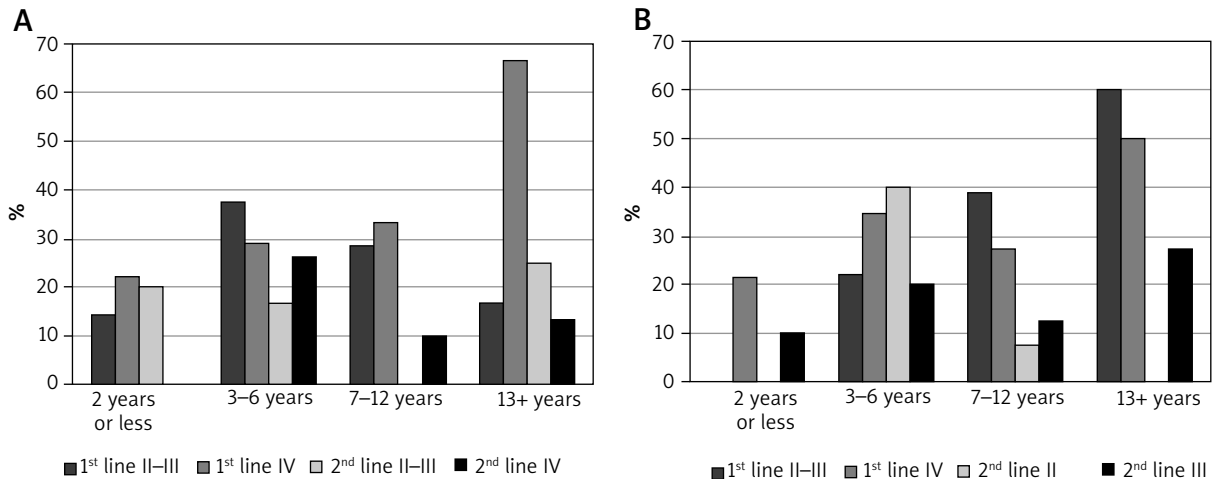 A
70
60
50
40
30
20
10
0
%
2 years
or less
3–6 years
7–12 years
13+ years
1st line II–III 1st line IV 2nd line II–III 2nd line IV
B
70
60
50
40
30
20
10
0
%
2 years
or less
3–6 years
7–12 years
13+ years
1st line II–III 1st line IV 2nd line II 2nd line III